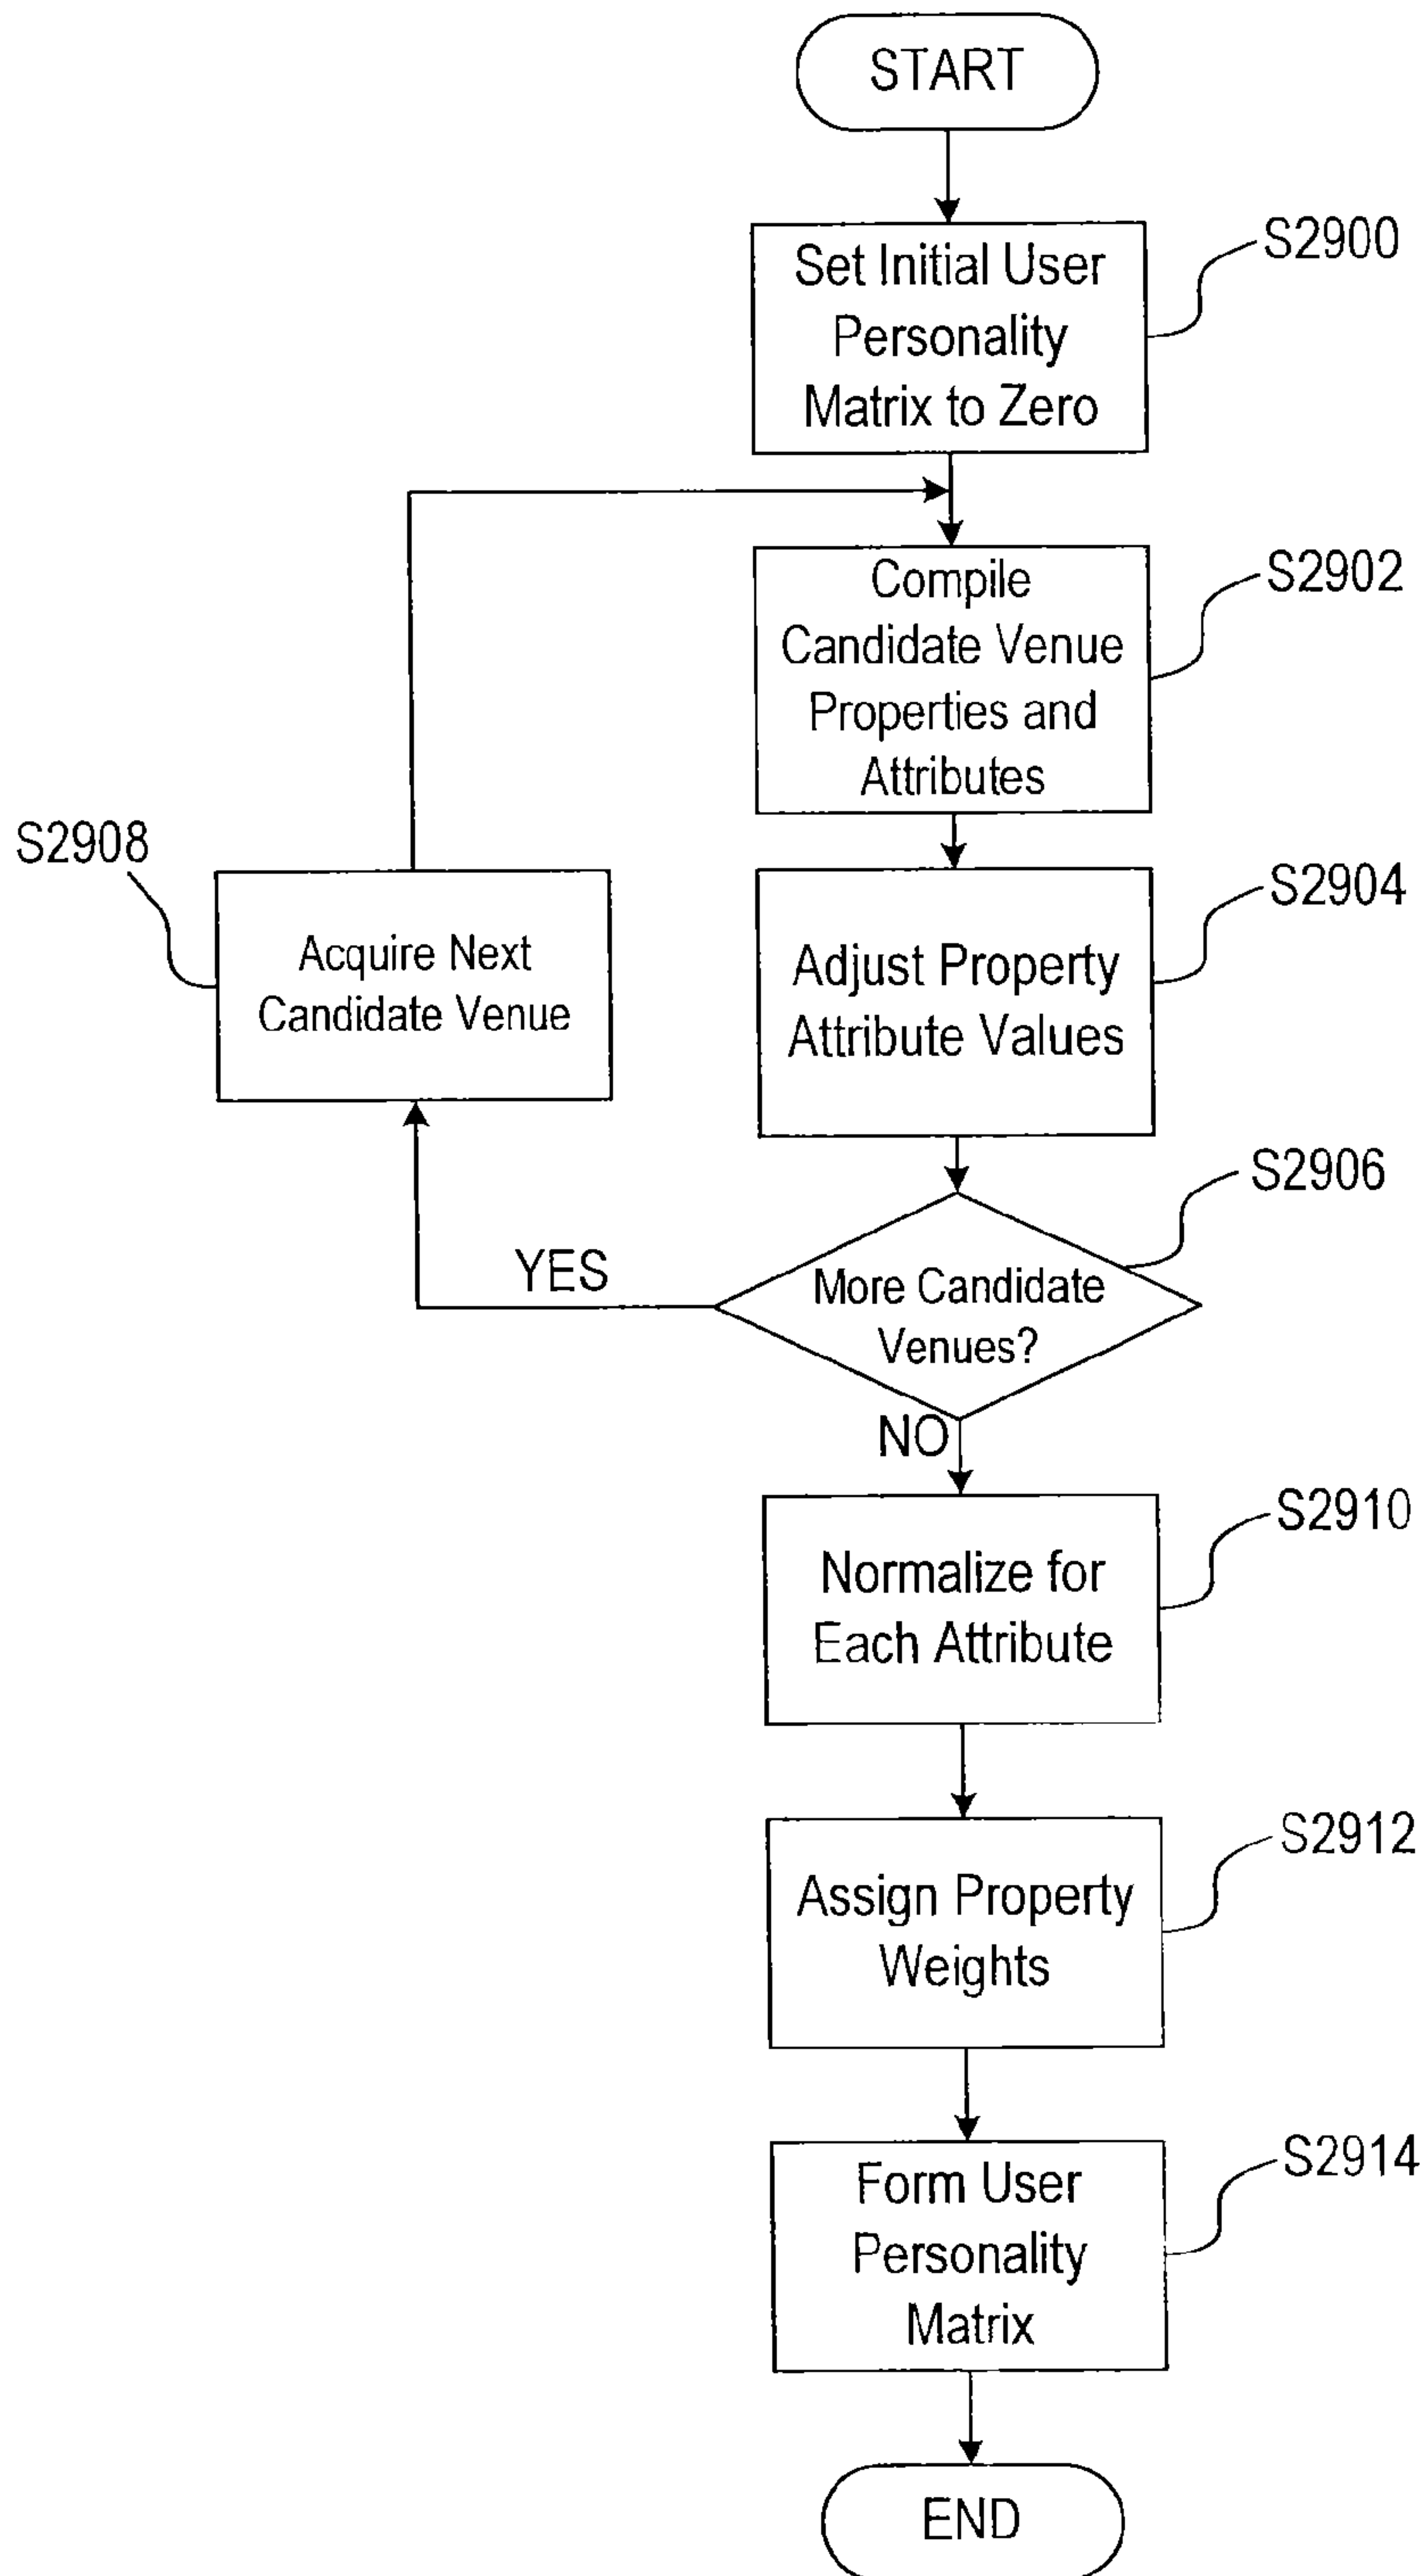 START
Set Initial User
Personality
Matrix to Zero
S2900
Compile
Candidate Venue
Properties and
Attributes
S2902
S2908
Acquire Next
Candidate Venue
Adjust Property
Attribute Values
S2904
S2906
YES
More Candidate
Venues?
NO
Normalize for
Each Attribute
S2910
Assign Property
Weights
S2912
Form User
Personality
Matrix
S2914
END